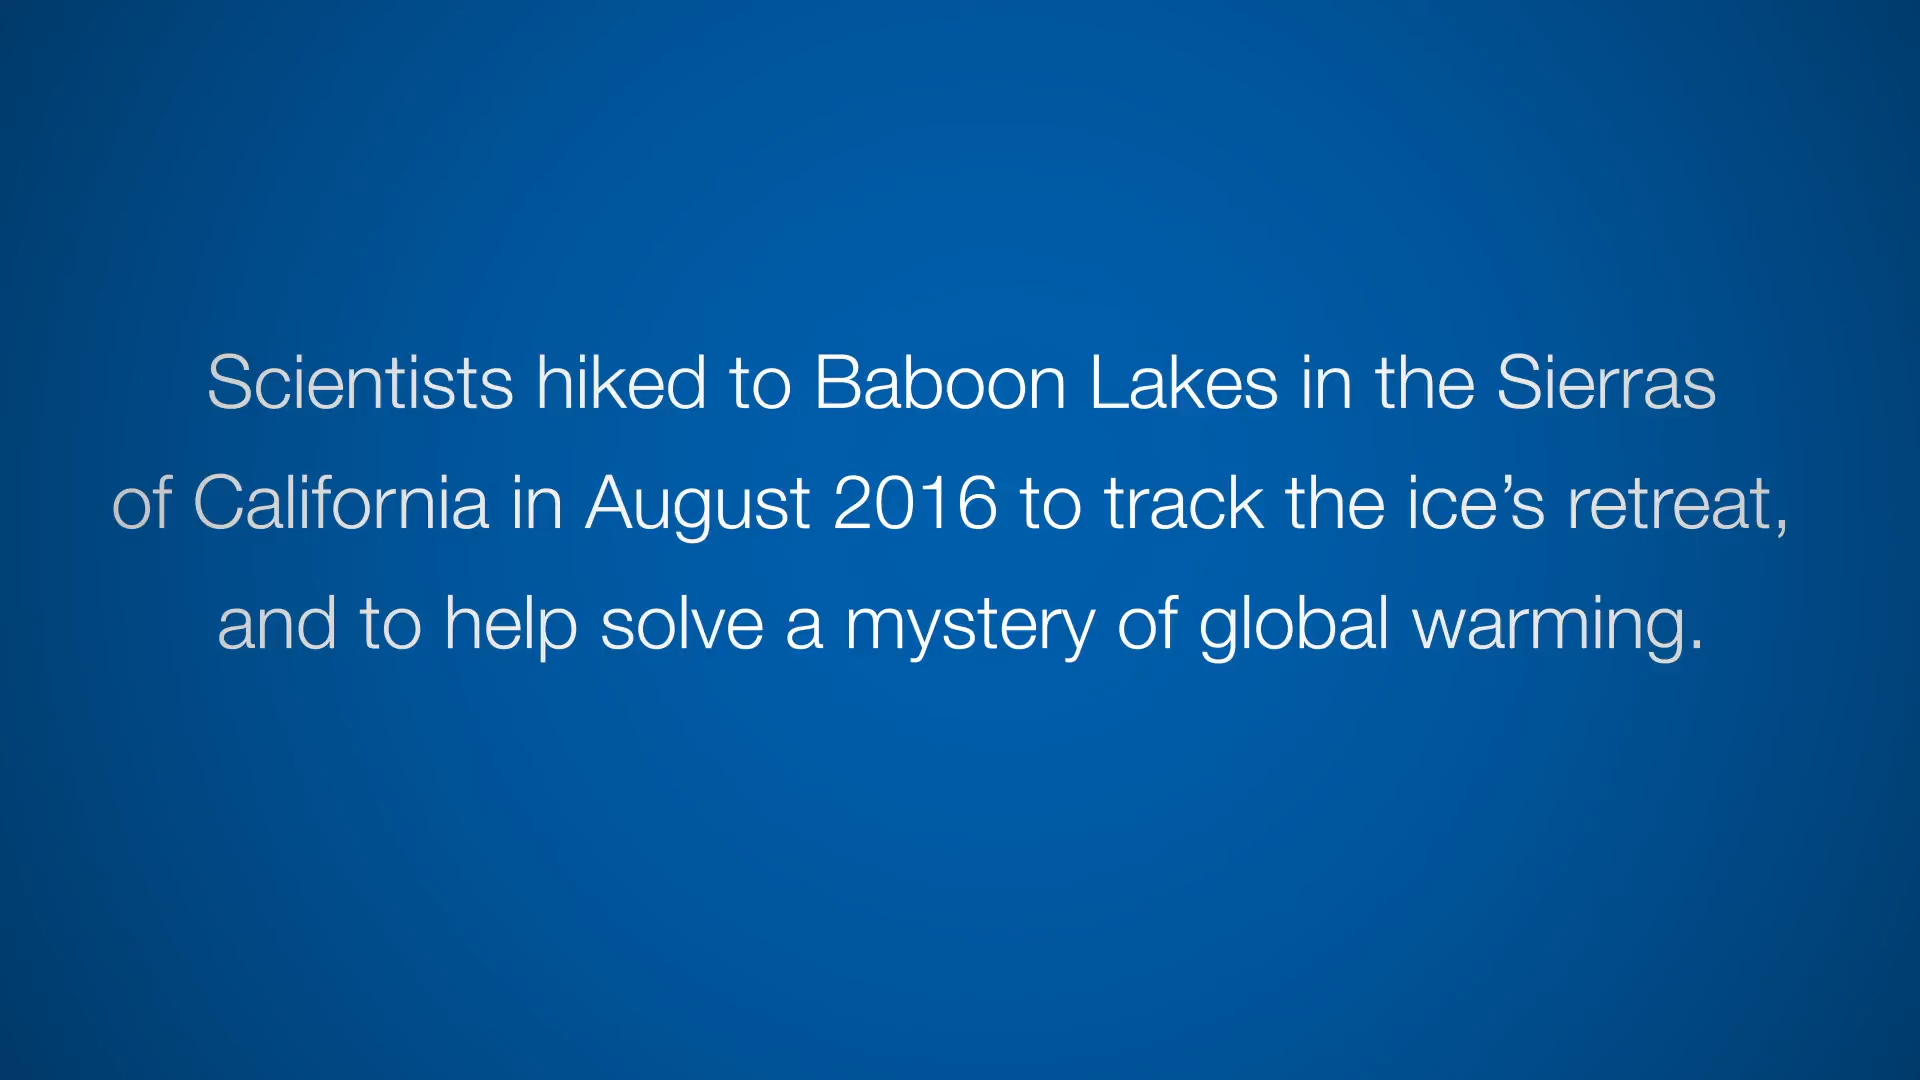 Scientists hiked to Baboon Lakes in the Sierras
of California in August 2016 to track the ice’s retreat,
and to help solve a mystery of global warming.